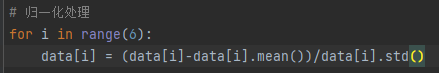 # 归一化处理
for i in range(6):
    data[i] = (data[i]-data[i].mean())/data[i].std()